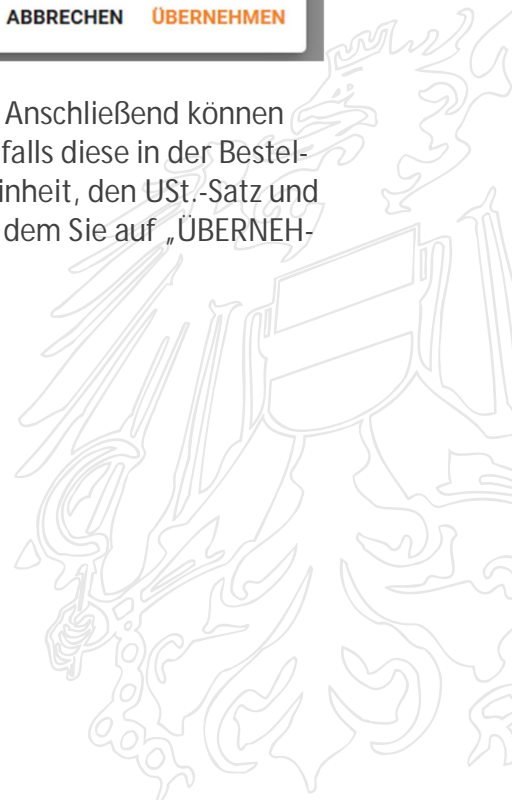 ABBRECHEN ÜBERNEHMEN
Anschließend können
falls diese in der Bestel-
inheit, den USt.-Satz und
dem Sie auf „ÜBERNEH-